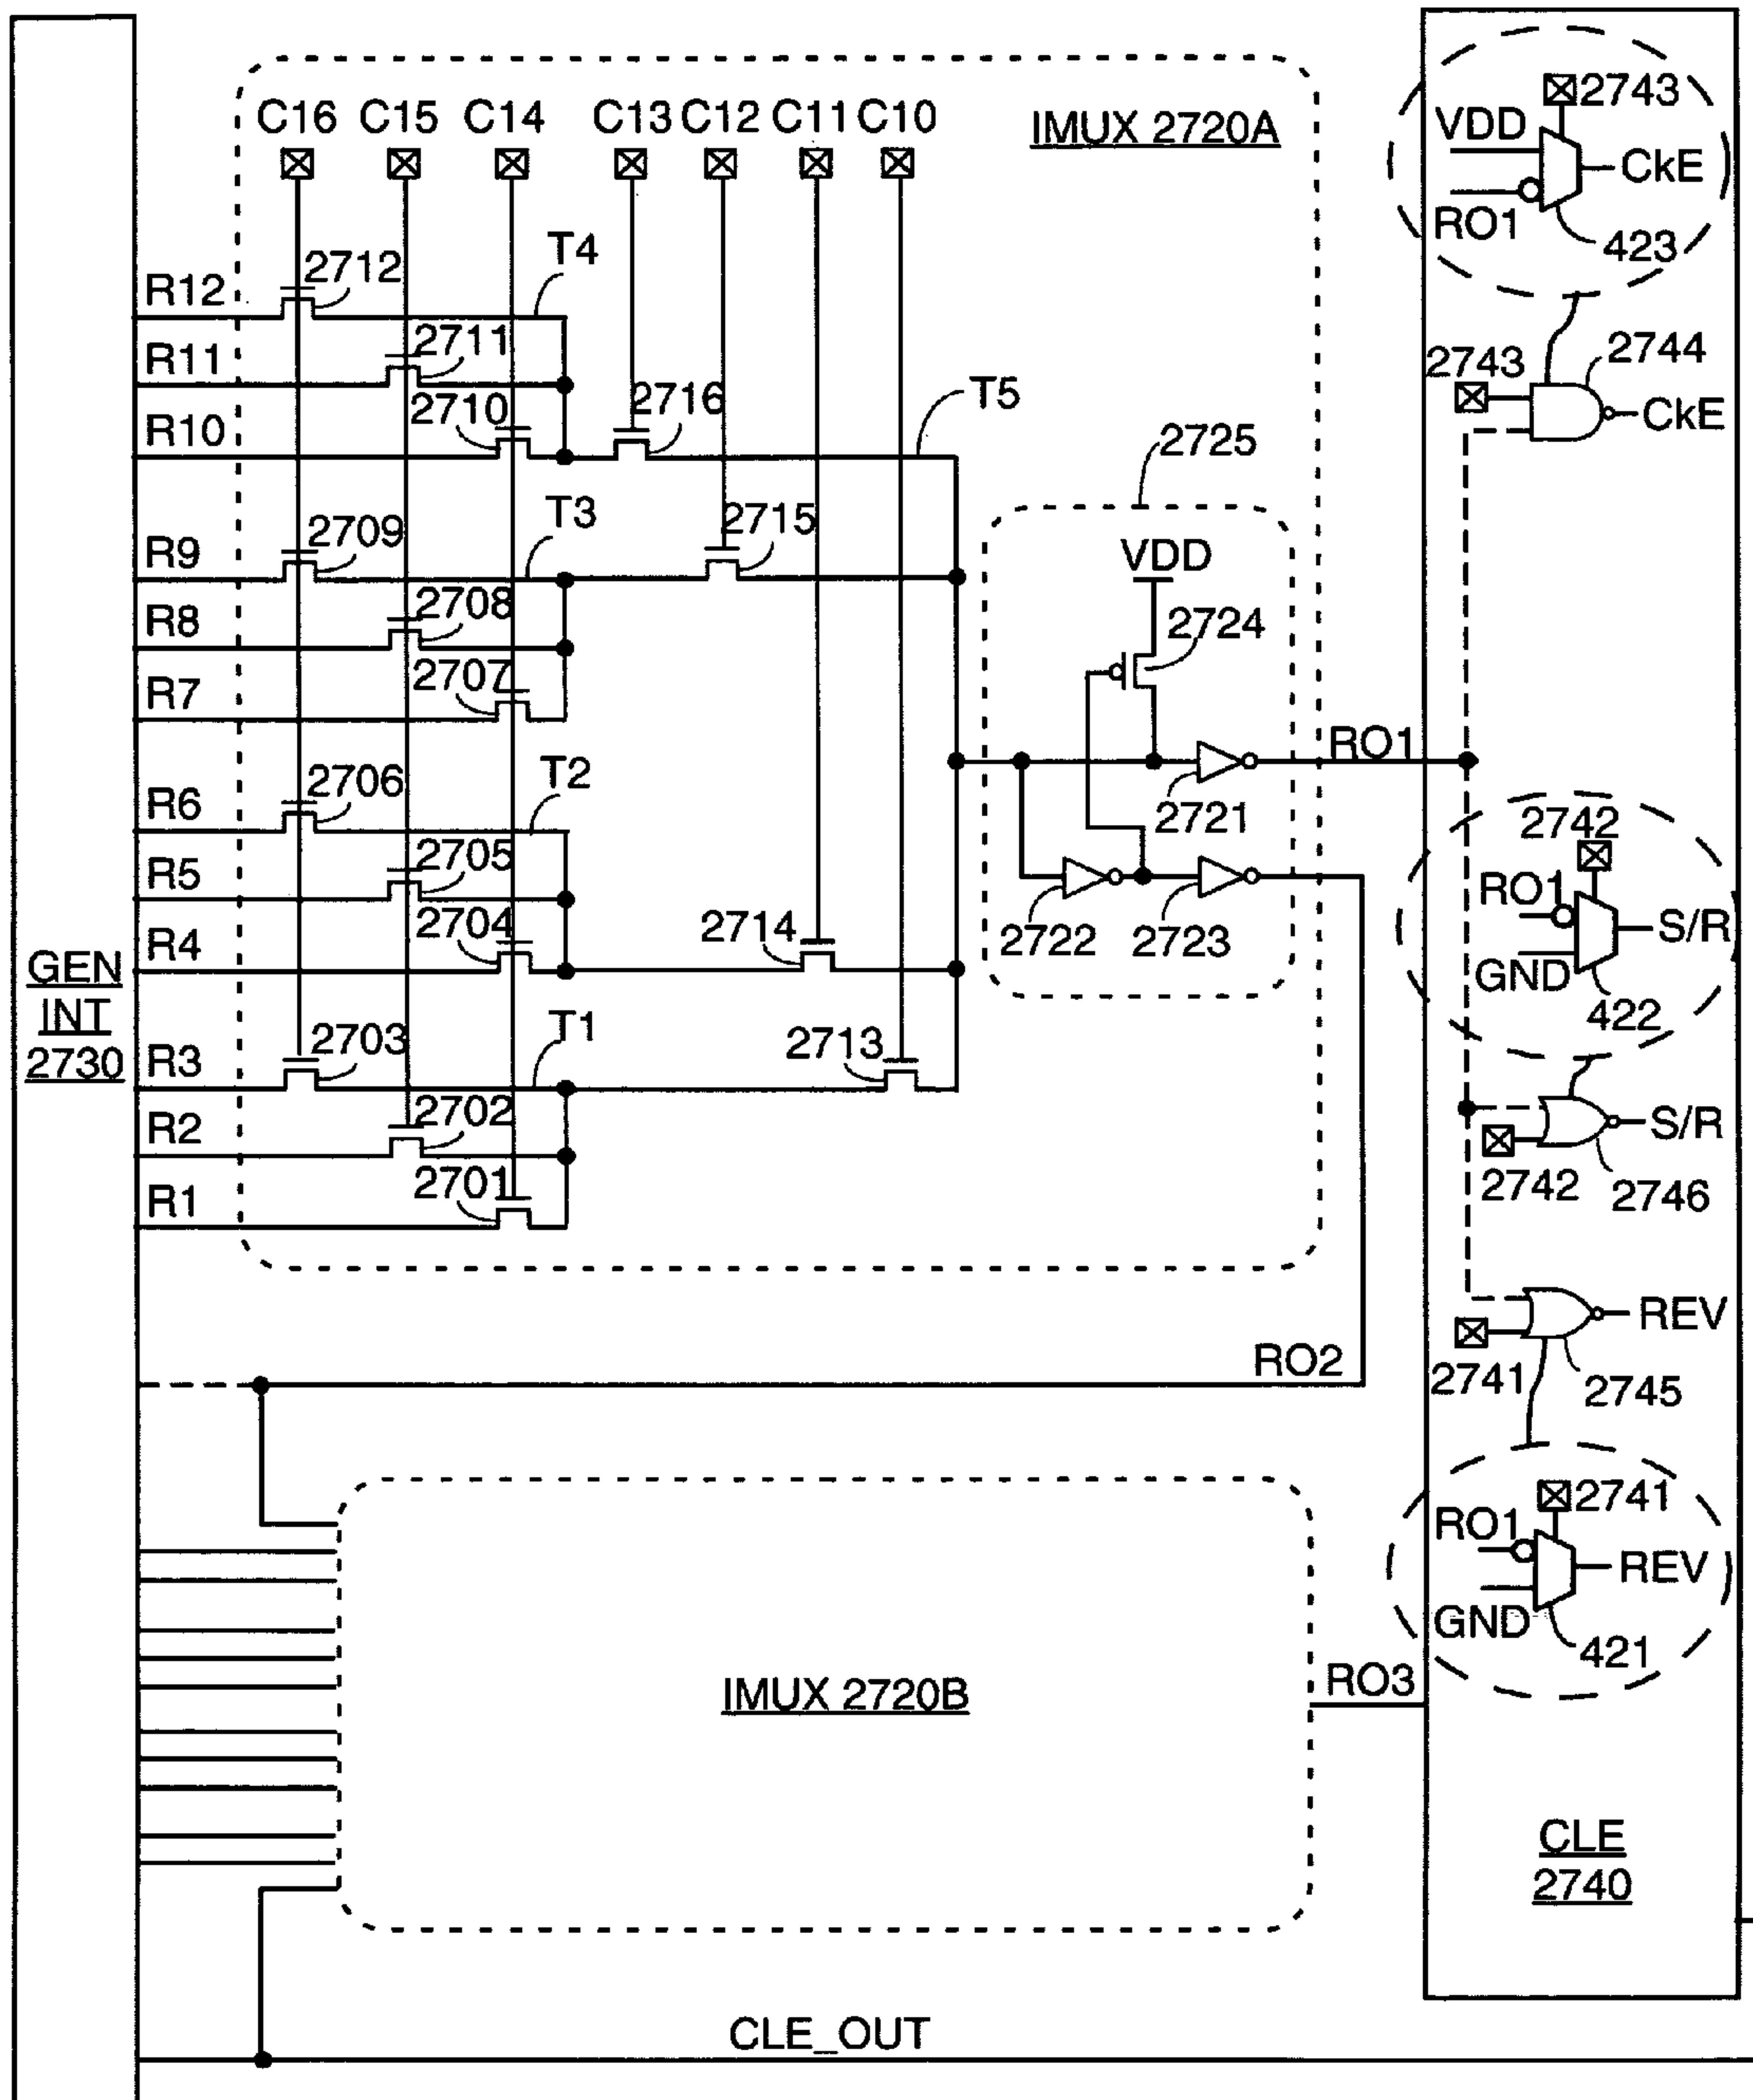 C16 C15 C14 C13 C12 C11 C10
IMUX 2720A
2743
VDD
CkE
RO1
423
R12
2712
T4
R11
2711
2743
2744
CkE
R10
2710
2716
T5
2725
R9
2709
T3
2715
VDD
R8
2708
2724
R7
2707
RO1
2721
R6
2706
T2
2742
RO1
S/R
GND
422
R5
2705
R4
2704
2714
2722
2723
GEN
INT
2730
R3
2703
T1
2713
R2
2702
S/R
2742
2746
R1
2701
REV
RO2
2741
2745
2741
RO1
REV
GND
421
IMUX 2720B
RO3
CLE
2740
CLE_OUT